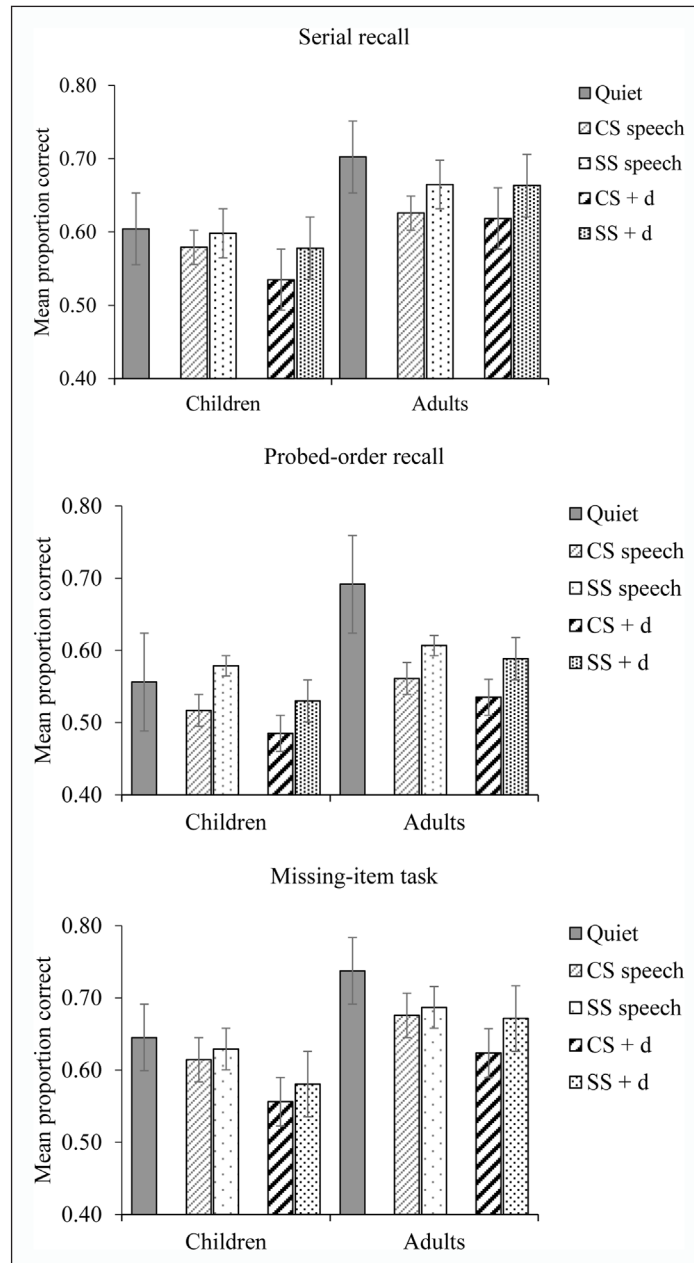 Serial recall
0.80
0.70
0.60
0.50
0.40
Mean proportion correct
Children Adults
Quiet
CS speech
SS speech
CS + d
SS + d
Probed-order recall
0.80
0.70
0.60
0.50
0.40
Mean proportion correct
Children Adults
Quiet
CS speech
SS speech
CS + d
SS + d
Missing-item task
0.80
0.70
0.60
0.50
0.40
Mean proportion correct
Children Adults
Quiet
CS speech
SS speech
CS + d
SS + d